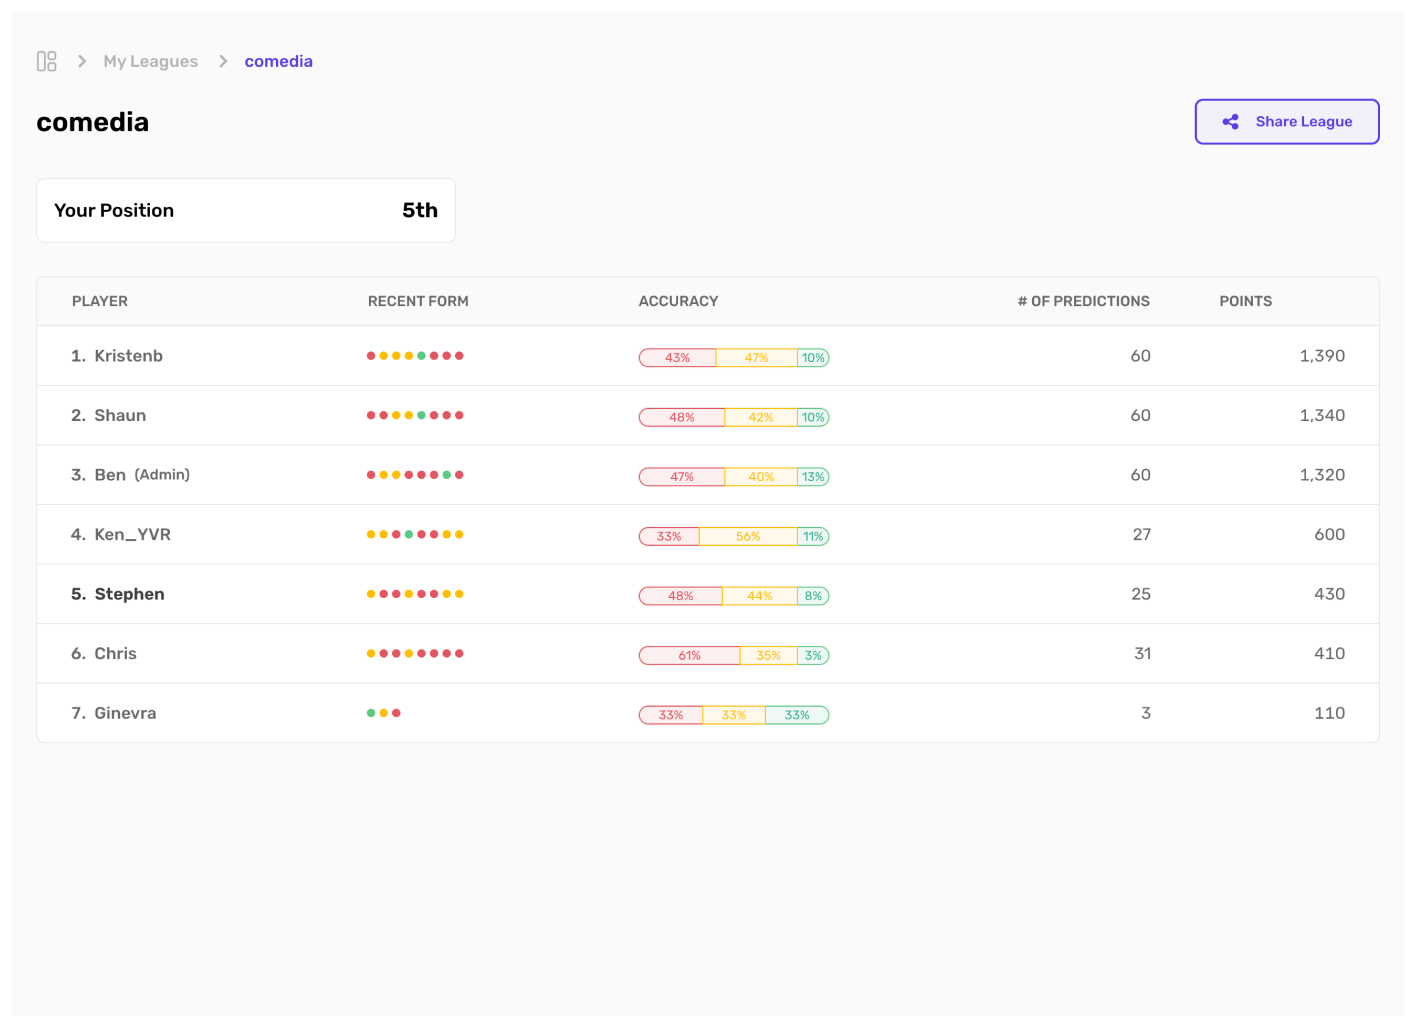 My Leagues comedia
comedia
Share League
Your Position 5th
PLAYER RECENT FORM ACCURACY # OF PREDICTIONS POINTS
1. Kristenb 43% 47% 10% 60 1,390
2. Shaun 48% 42% 10% 60 1,340
3. Ben (Admin) 47% 40% 13% 60 1,320
4. Ken_YVR 33% 56% 11% 27 600
5. Stephen 48% 44% 8% 25 430
6. Chris 61% 35% 3% 31 410
7. Ginevra 33% 33% 33% 3 110